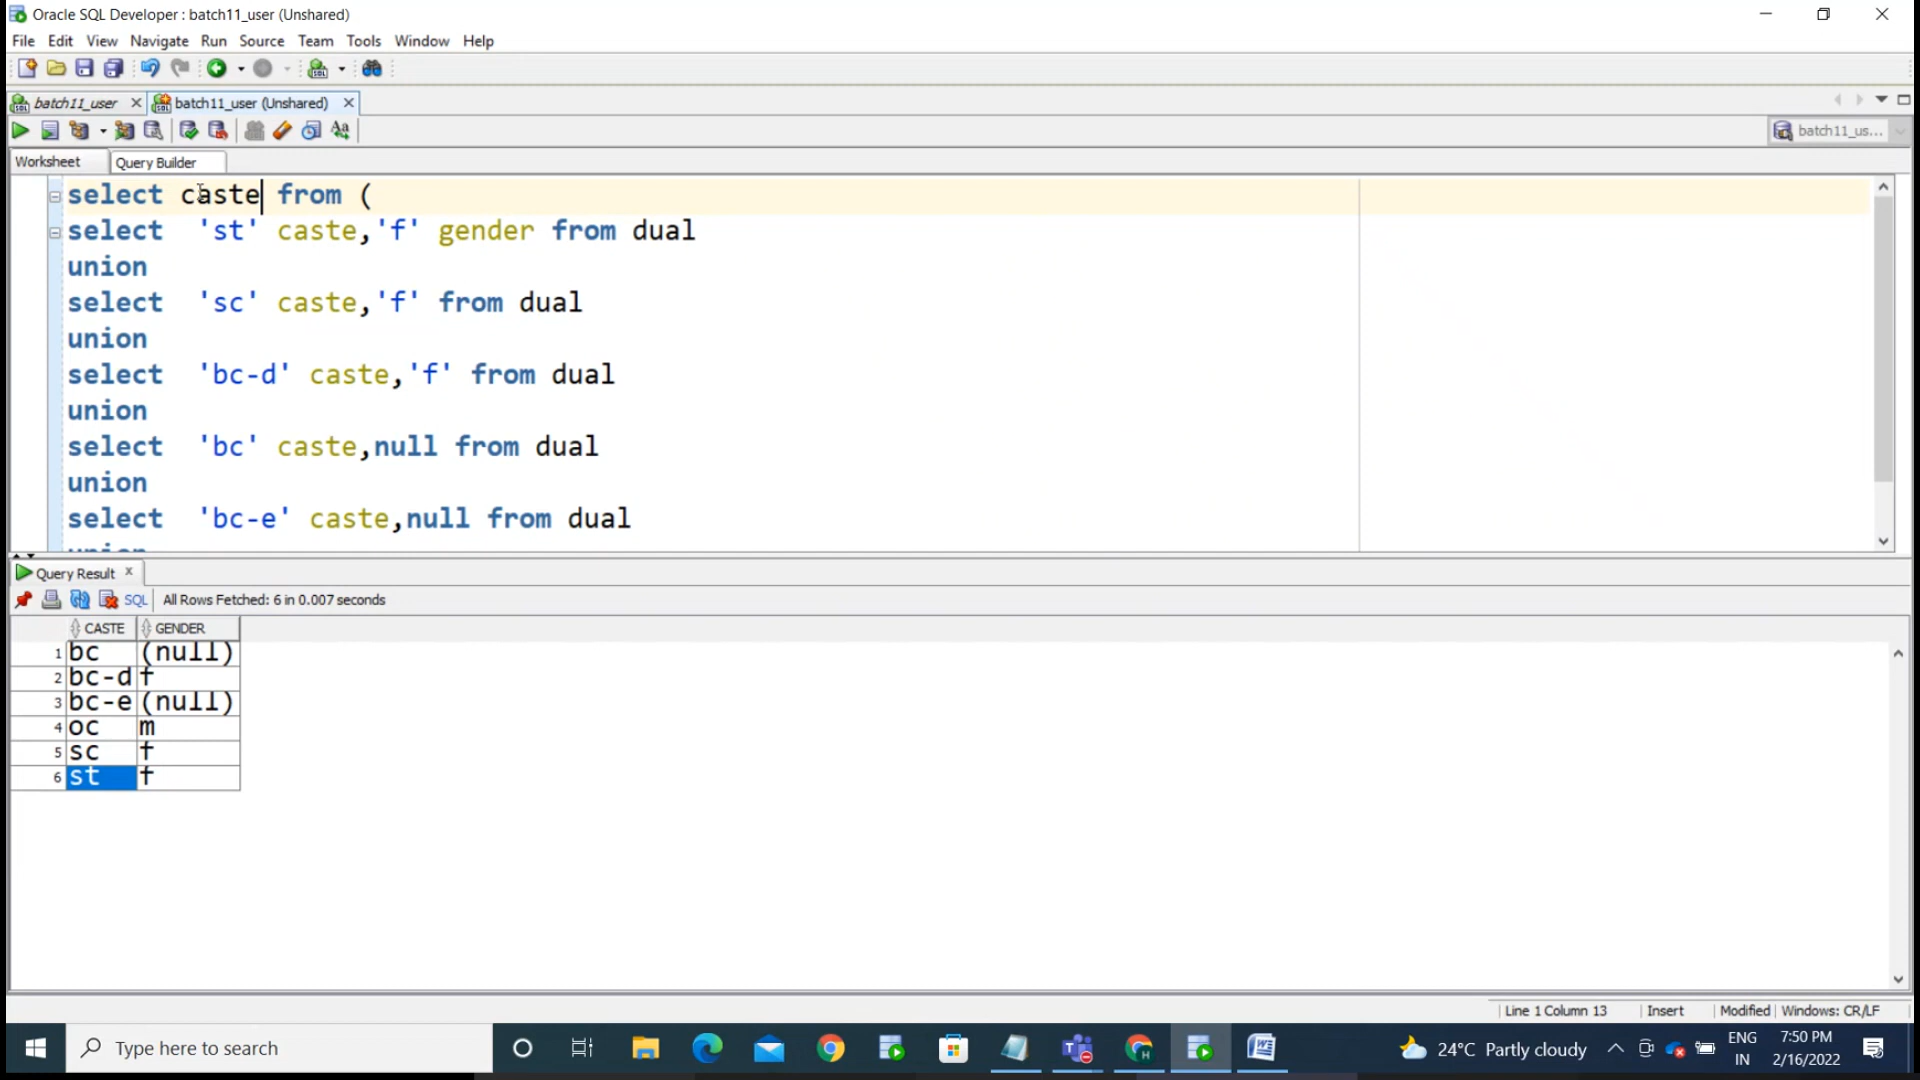 Oracle SQL Developer : batch11_user (Unshared)
File Edit View Navigate Run Source Team Tools Window Help
batch11_user batch11_user (Unshared)
batch11_us...
Worksheet Query Builder
select caste from (
select 'st' caste,'f' gender from dual
union
select 'sc' caste,'f' from dual
union
select 'bc-d' caste,'f' from dual
union
select 'bc' caste,null from dual
union
select 'bc-e' caste,null from dual
union
Query Result
SQL All Rows Fetched: 6 in 0.007 seconds
CASTE GENDER
1 bc (null)
2 bc-d f
3 bc-e (null)
4 oc m
5 sc f
6 st f
Line 1 Column 13 Insert Modified Windows: CR/LF
Type here to search
24°C Partly cloudy
ENG
IN
7:50 PM
2/16/2022